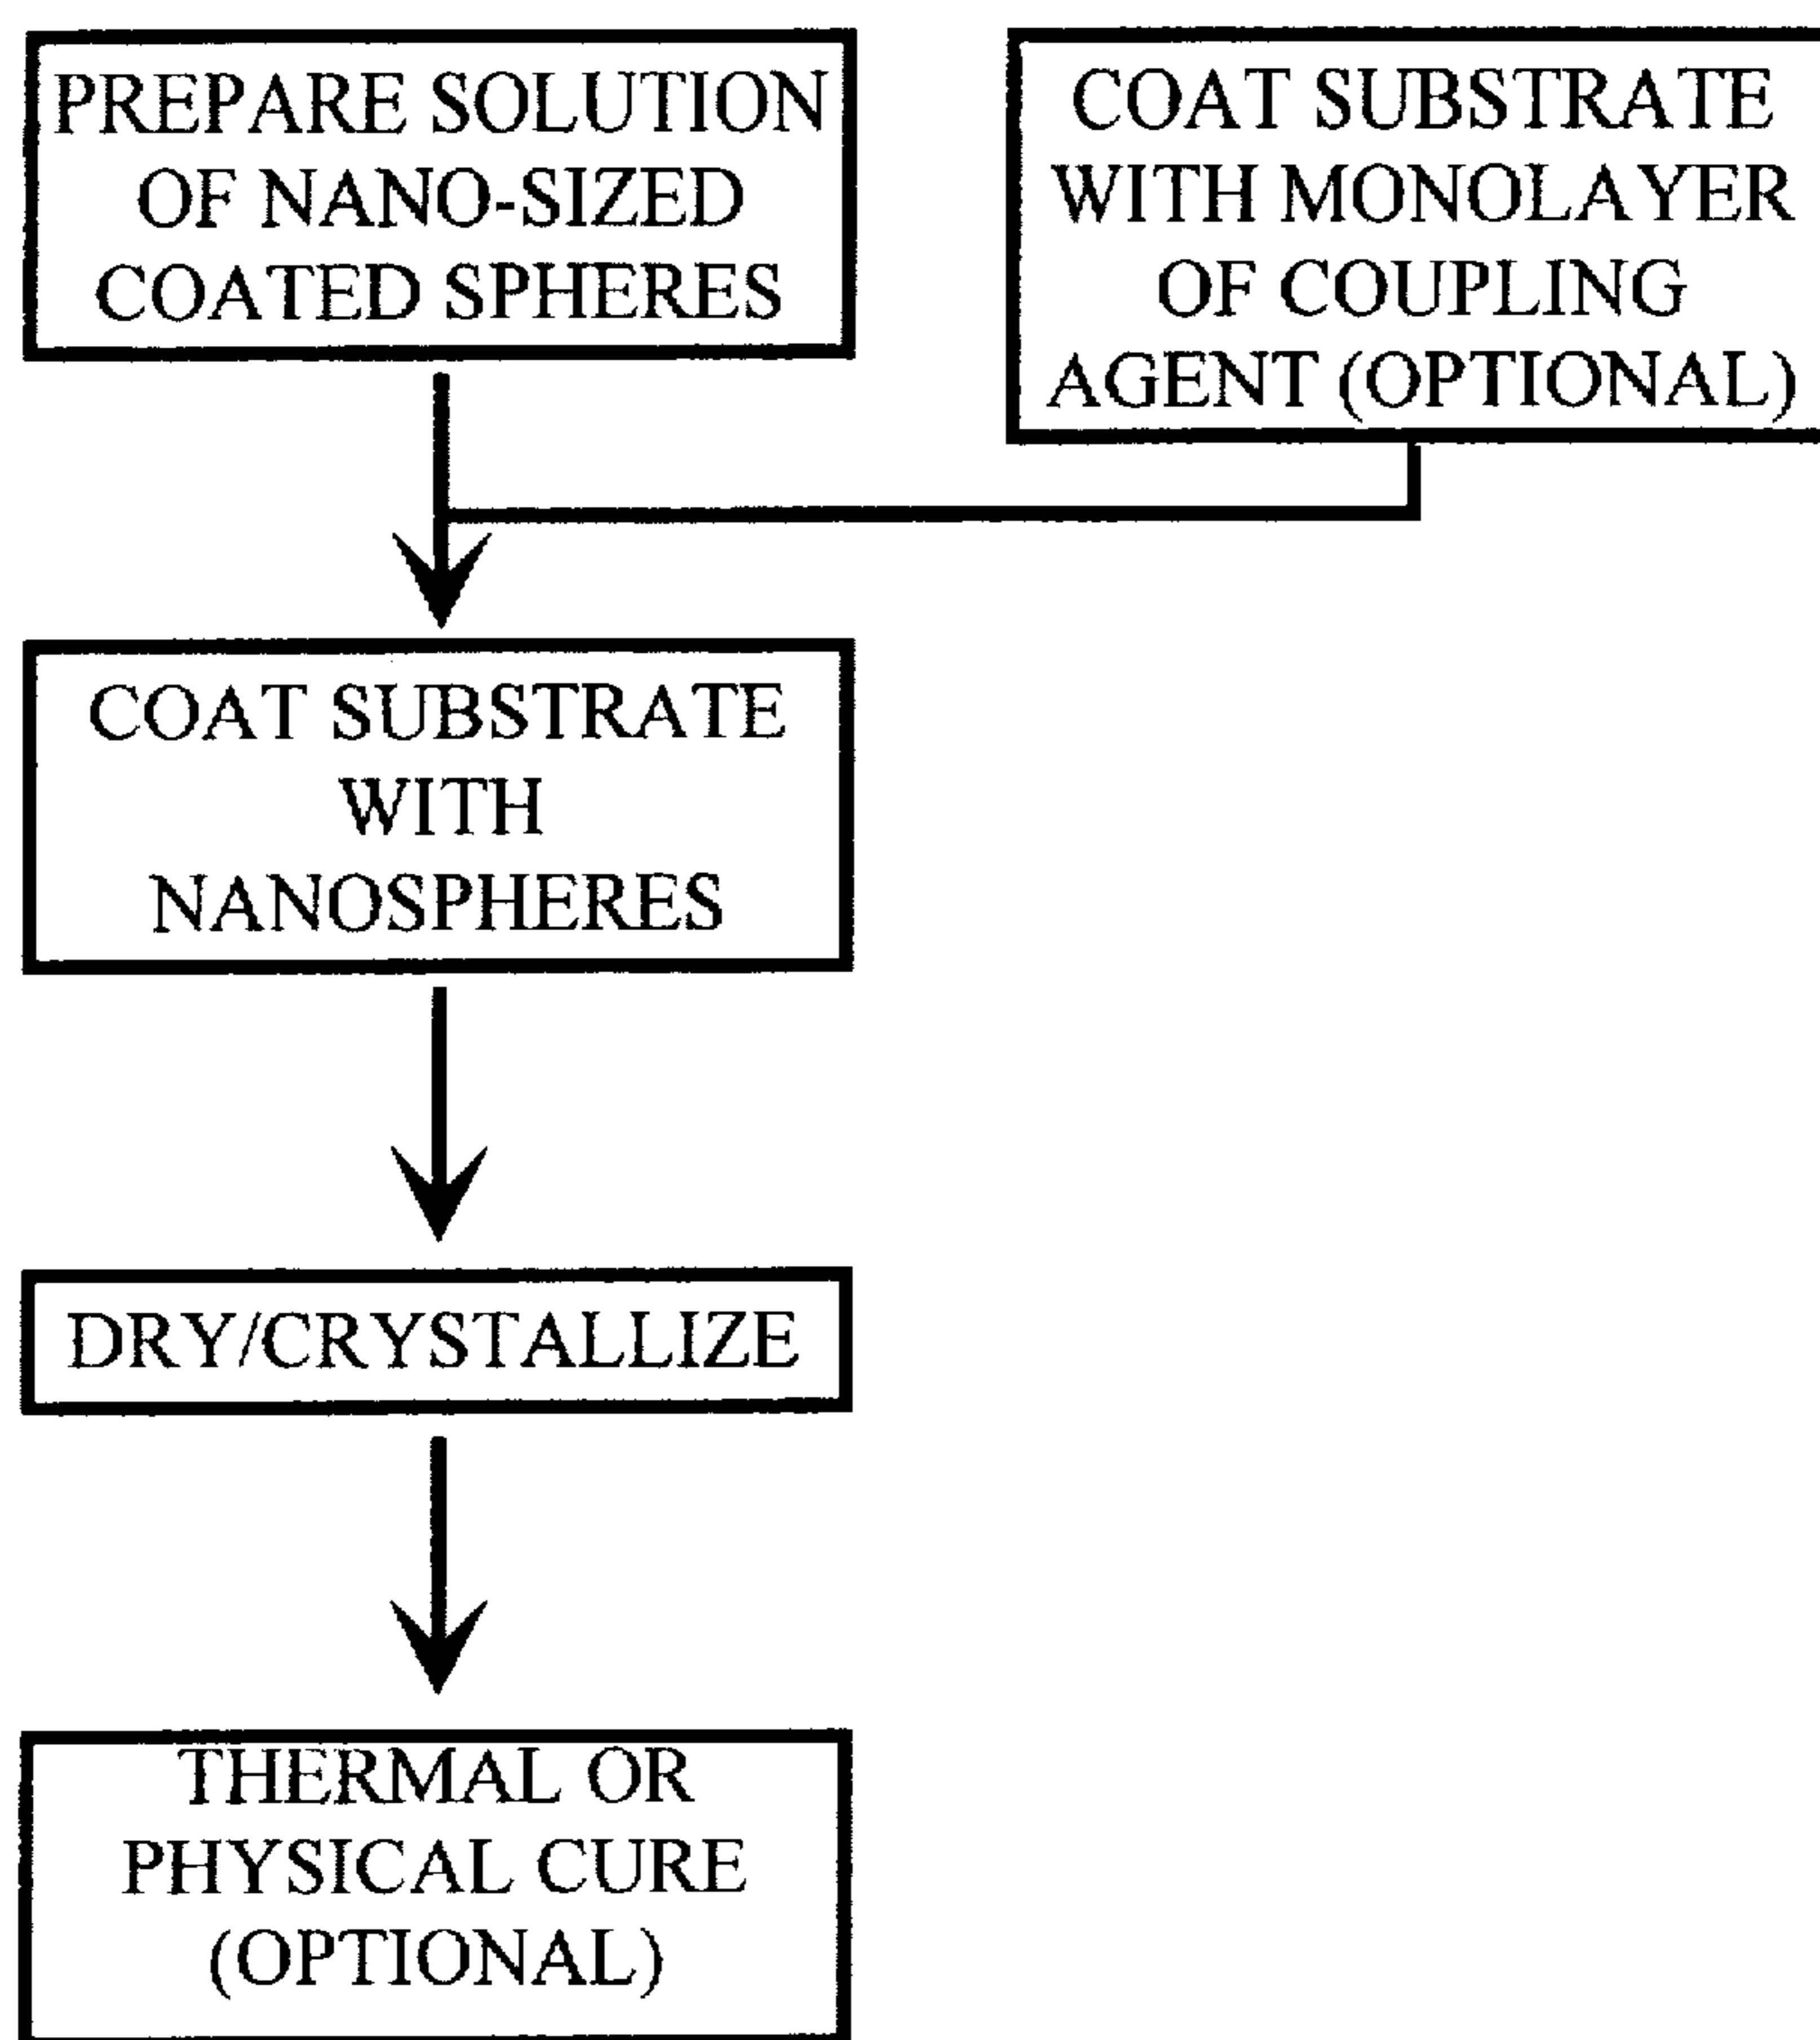 PREPARE SOLUTION
OF NANO-SIZED
COATED SPHERES
COAT SUBSTRATE
WITH MONOLAYER
OF COUPLING
AGENT (OPTIONAL)
COAT SUBSTRATE
WITH
NANOSPHERES
DRY/CRYSTALLIZE
THERMAL OR
PHYSICAL CURE
(OPTIONAL)